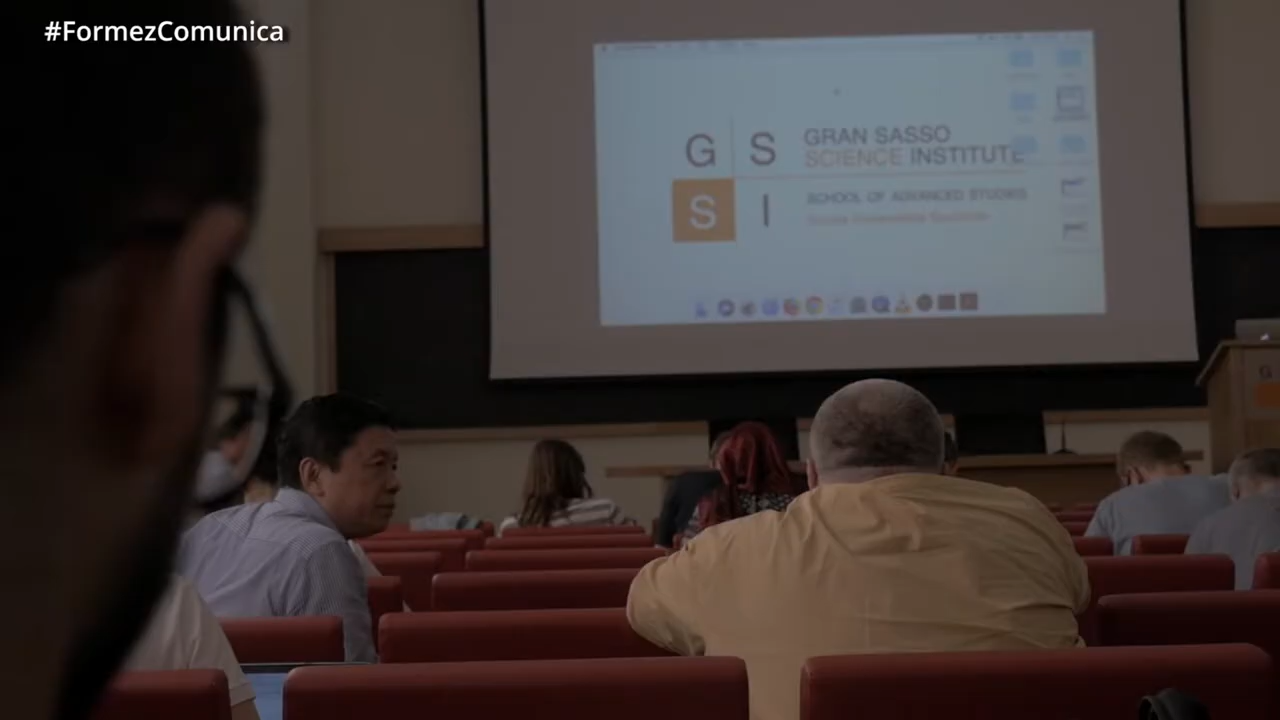 #FormezComunica
G S
GRAN SASSO
SCIENCE INSTITUTE
S I
SCHOOL OF ADVANCED STUDIES